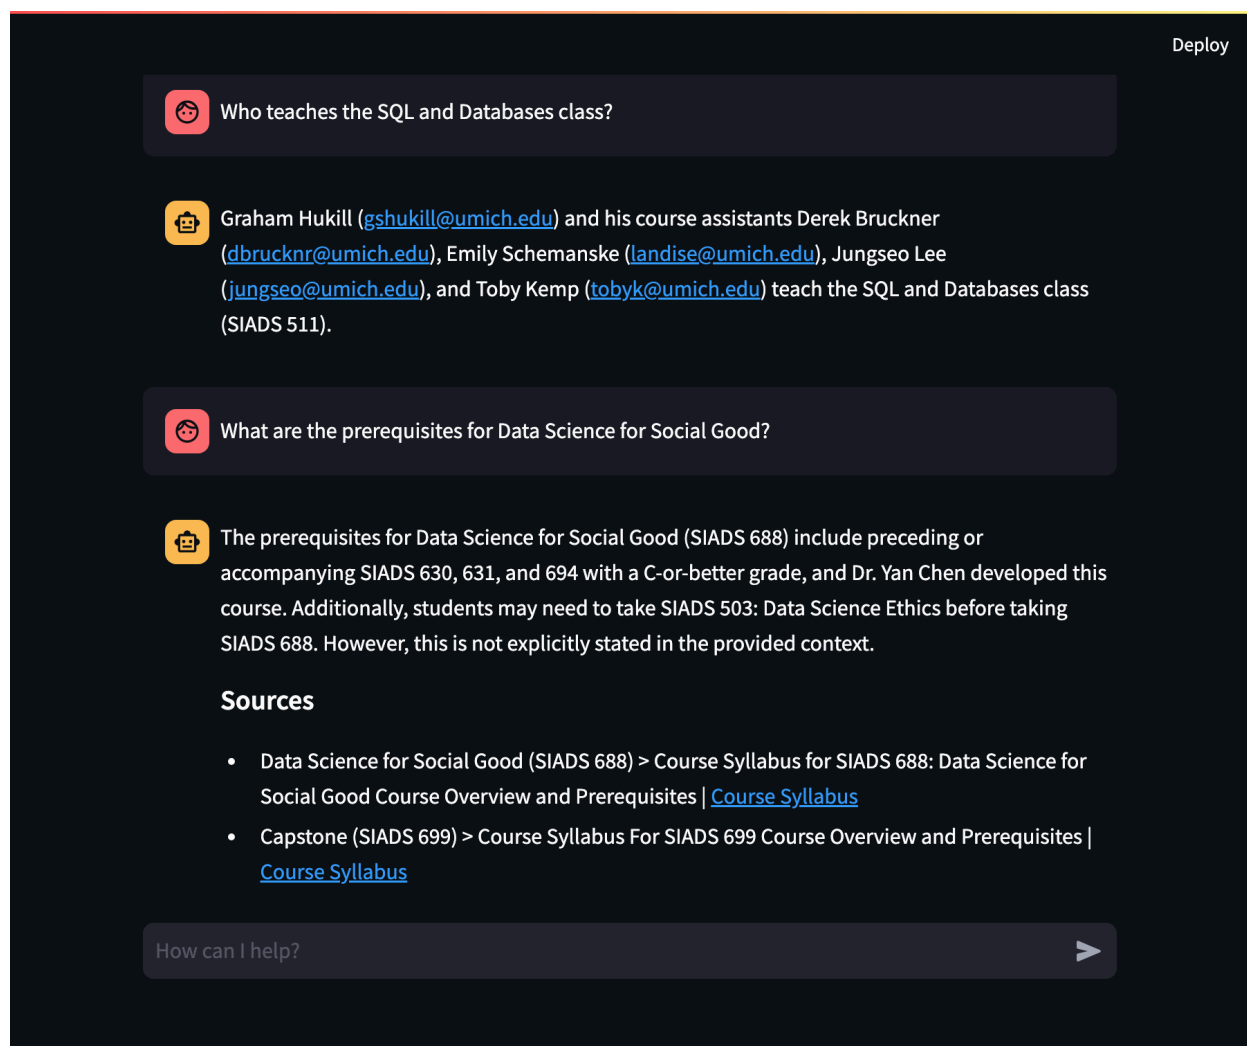 Deploy
Who teaches the SQL and Databases class?
Graham Hukill (gshukill@umich.edu) and his course assistants Derek Bruckner
(dbrucknr@umich.edu), Emily Schemanske (landise@umich.edu), Jungseo Lee
(jungseo@umich.edu), and Toby Kemp (tobyk@umich.edu) teach the SQL and Databases class
(SIADS 511).
What are the prerequisites for Data Science for Social Good?
The prerequisites for Data Science for Social Good (SIADS 688) include preceding or
accompanying SIADS 630, 631, and 694 with a C-or-better grade, and Dr. Yan Chen developed this
course. Additionally, students may need to take SIADS 503: Data Science Ethics before taking
SIADS 688. However, this is not explicitly stated in the provided context.
Sources
• Data Science for Social Good (SIADS 688) > Course Syllabus for SIADS 688: Data Science for
Social Good Course Overview and Prerequisites | Course Syllabus
• Capstone (SIADS 699) > Course Syllabus For SIADS 699 Course Overview and Prerequisites |
Course Syllabus
How can I help?